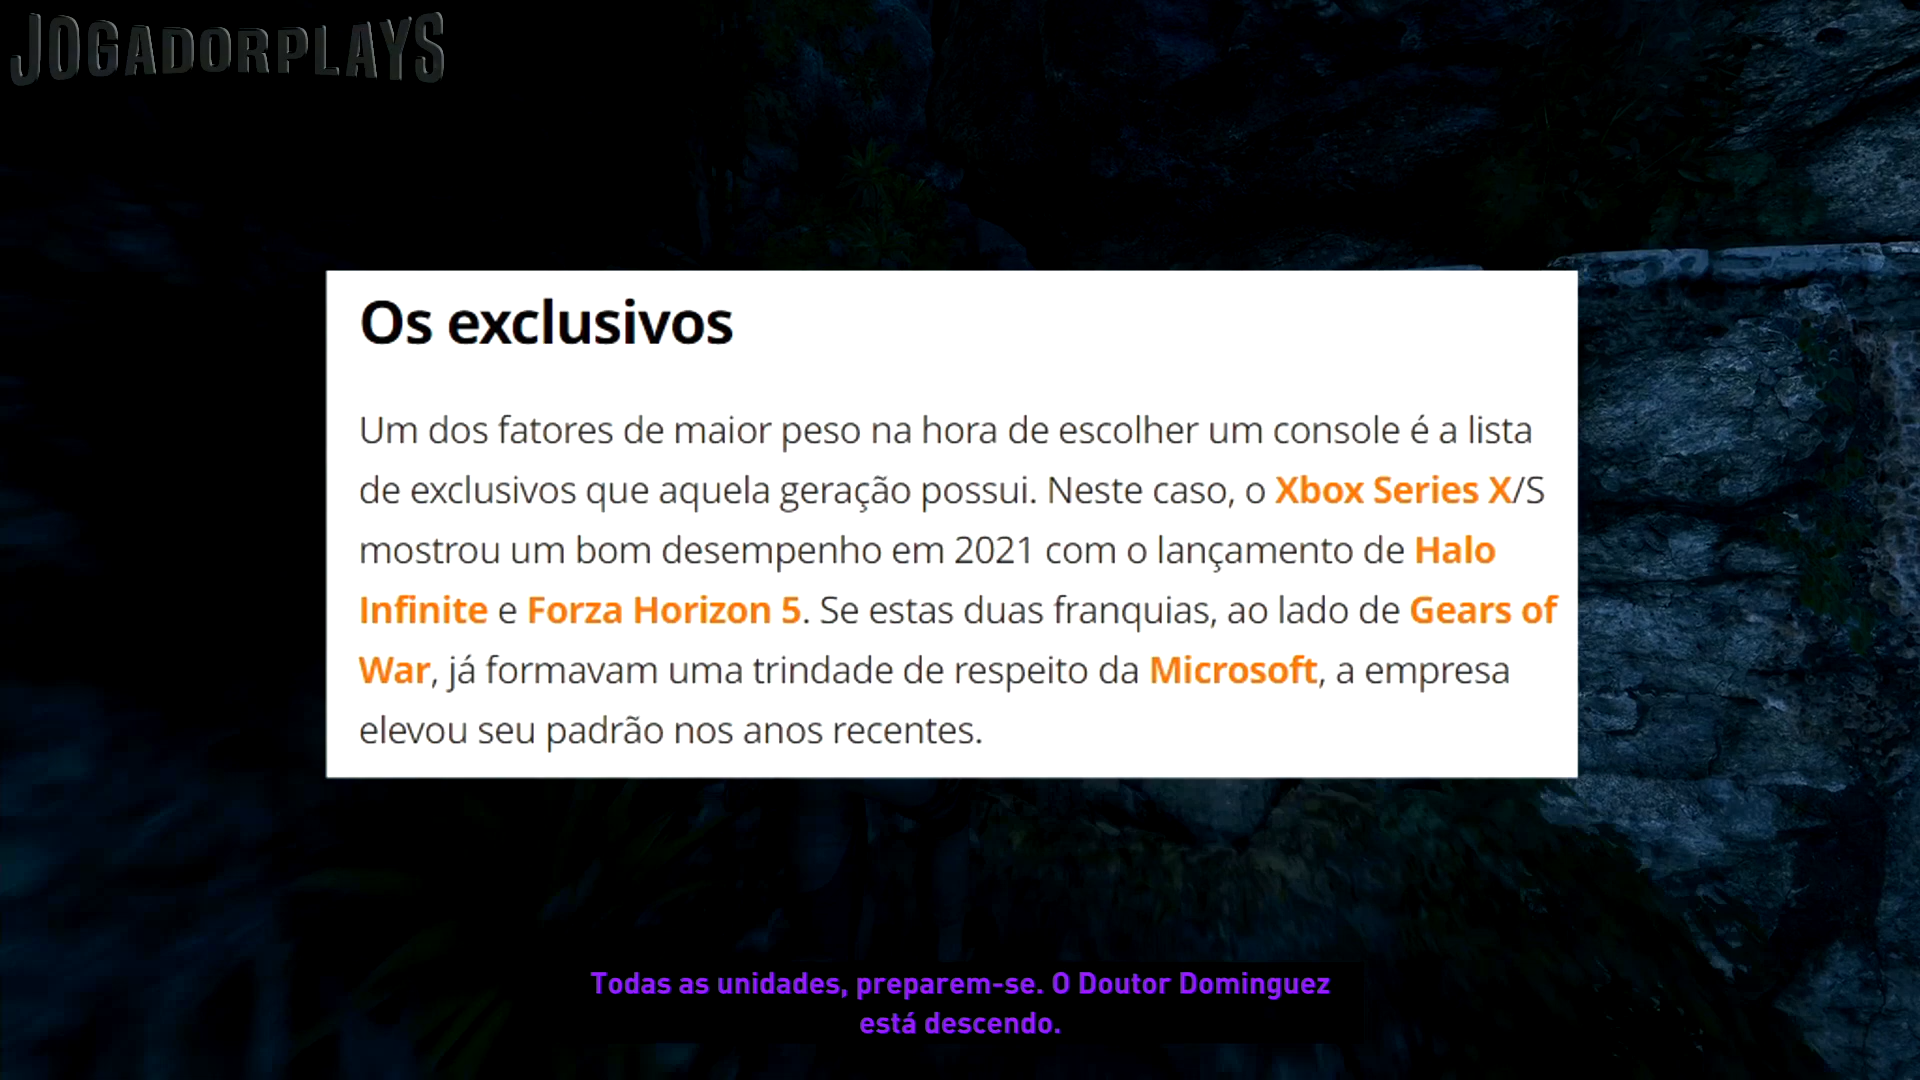 JOGADORPLAYS
Os exclusivos
Um dos fatores de maior peso na hora de escolher um console é a lista
de exclusivos que aquela geração possui. Neste caso, o Xbox Series X/S
mostrou um bom desempenho em 2021 com o lançamento de Halo
Infinite e Forza Horizon 5. Se estas duas franquias, ao lado de Gears of
War, já formavam uma trindade de respeito da Microsoft, a empresa
elevou seu padrão nos anos recentes.
Todas as unidades, preparem-se. O Doutor Dominguez
está descendo.